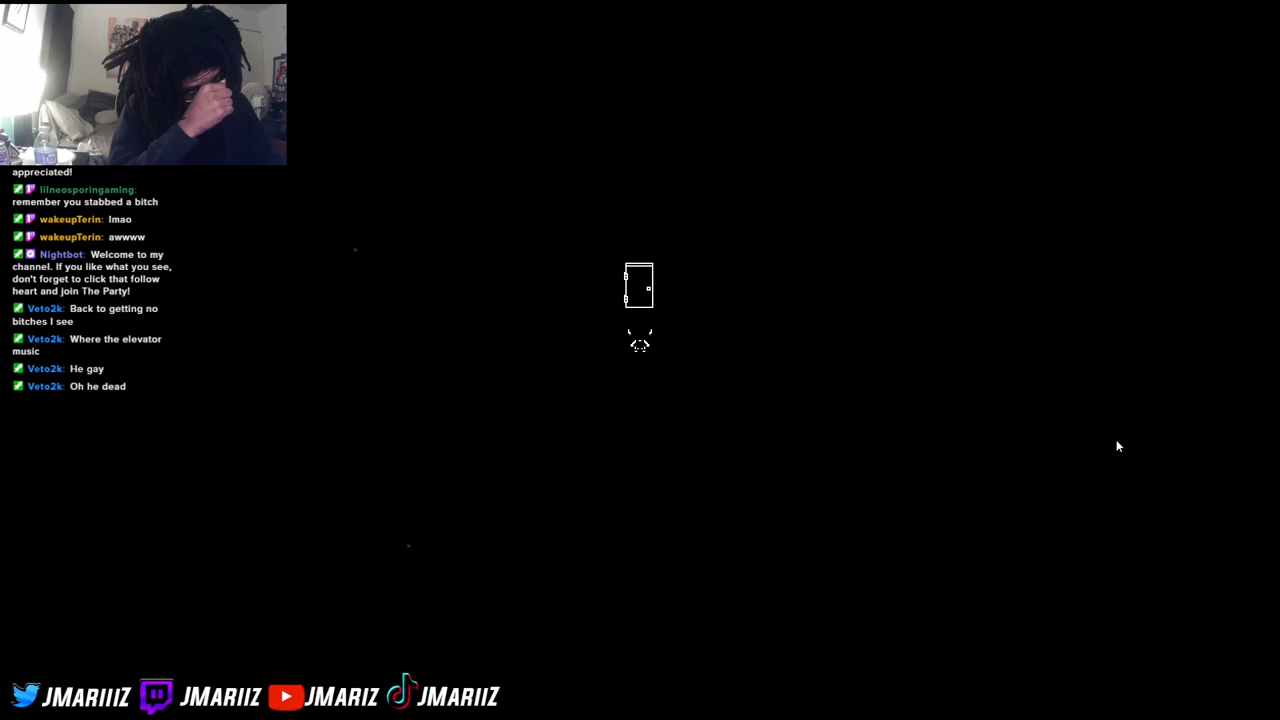 appreciated!
lilneosporingaming:
remember you stabbed a bitch
wakeupTerin: lmao
wakeupTerin: awwww
Nightbot: Welcome to my
channel. If you like what you see,
don't forget to click that follow
heart and join The Party!
Veto2k: Back to getting no
bitches I see
Veto2k: Where the elevator
music
Veto2k: He gay
Veto2k: Oh he dead
JMARIIIZ JMARIIZ JMARIZ JMARIIZ